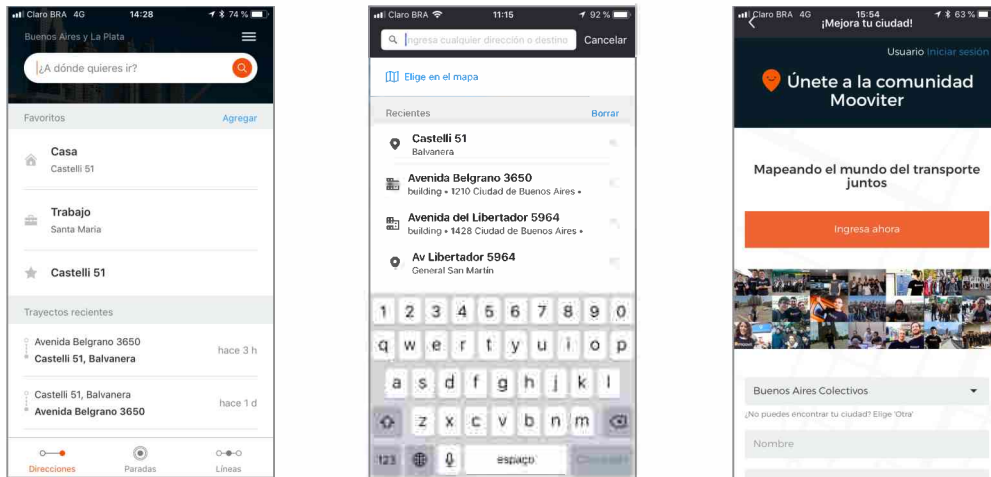 Claro BRA 4G 14:28 74 %
Buenos Aires y La Plata
¿A dónde quieres ir?
Favoritos Agregar
Casa
Castelli 51
Trabajo
Santa Maria
Castelli 51
Trayectos recientes
Avenida Belgrano 3650
Castelli 51, Balvanera
hace 3 h
Castelli 51, Balvanera
Avenida Belgrano 3650
hace 1 d
Direcciones Paradas Líneas
Claro BRA 11:15 92 %
Ingresa cualquier dirección o destino Cancelar
Elige en el mapa
Recientes Borrar
Castelli 51
Balvanera
Avenida Belgrano 3650
building • 1210 Ciudad de Buenos Aires •
Avenida del Libertador 5964
building • 1428 Ciudad de Buenos Aires •
Av Libertador 5964
General San Martín
1 2 3 4 5 6 7 8 9 0
q w e r t y u i o p
a s d f g h j k l
z x c v b n m
123 espaço
Claro BRA 4G 15:54 63 %
¡Mejora tu ciudad!
Usuario Iniciar sesión
Únete a la comunidad
Mooviter
Mapeando el mundo del transporte
juntos
Ingresa ahora
Buenos Aires Colectivos
¿No puedes encontrar tu ciudad? Elige 'Otra'
Nombre